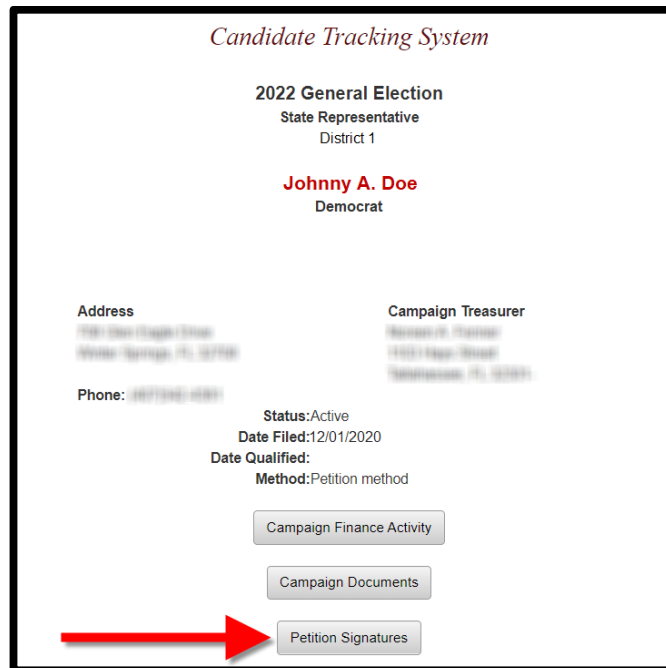 Candidate Tracking System
2022 General Election
State Representative
District 1
Johnny A. Doe
Democrat
Address
Campaign Treasurer
Phone:
Status:Active
Date Filed:12/01/2020
Date Qualified:
Method:Petition method
Campaign Finance Activity
Campaign Documents
Petition Signatures